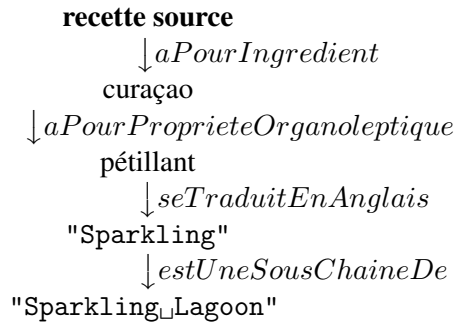 recette source
↓aPourIngredient
curaçao
↓aPourProprieteOrganoleptique
pétillant
↓seTraduitEnAnglais
"Sparkling"
↓estUneSousChaineDe
"Sparkling␣Lagoon"